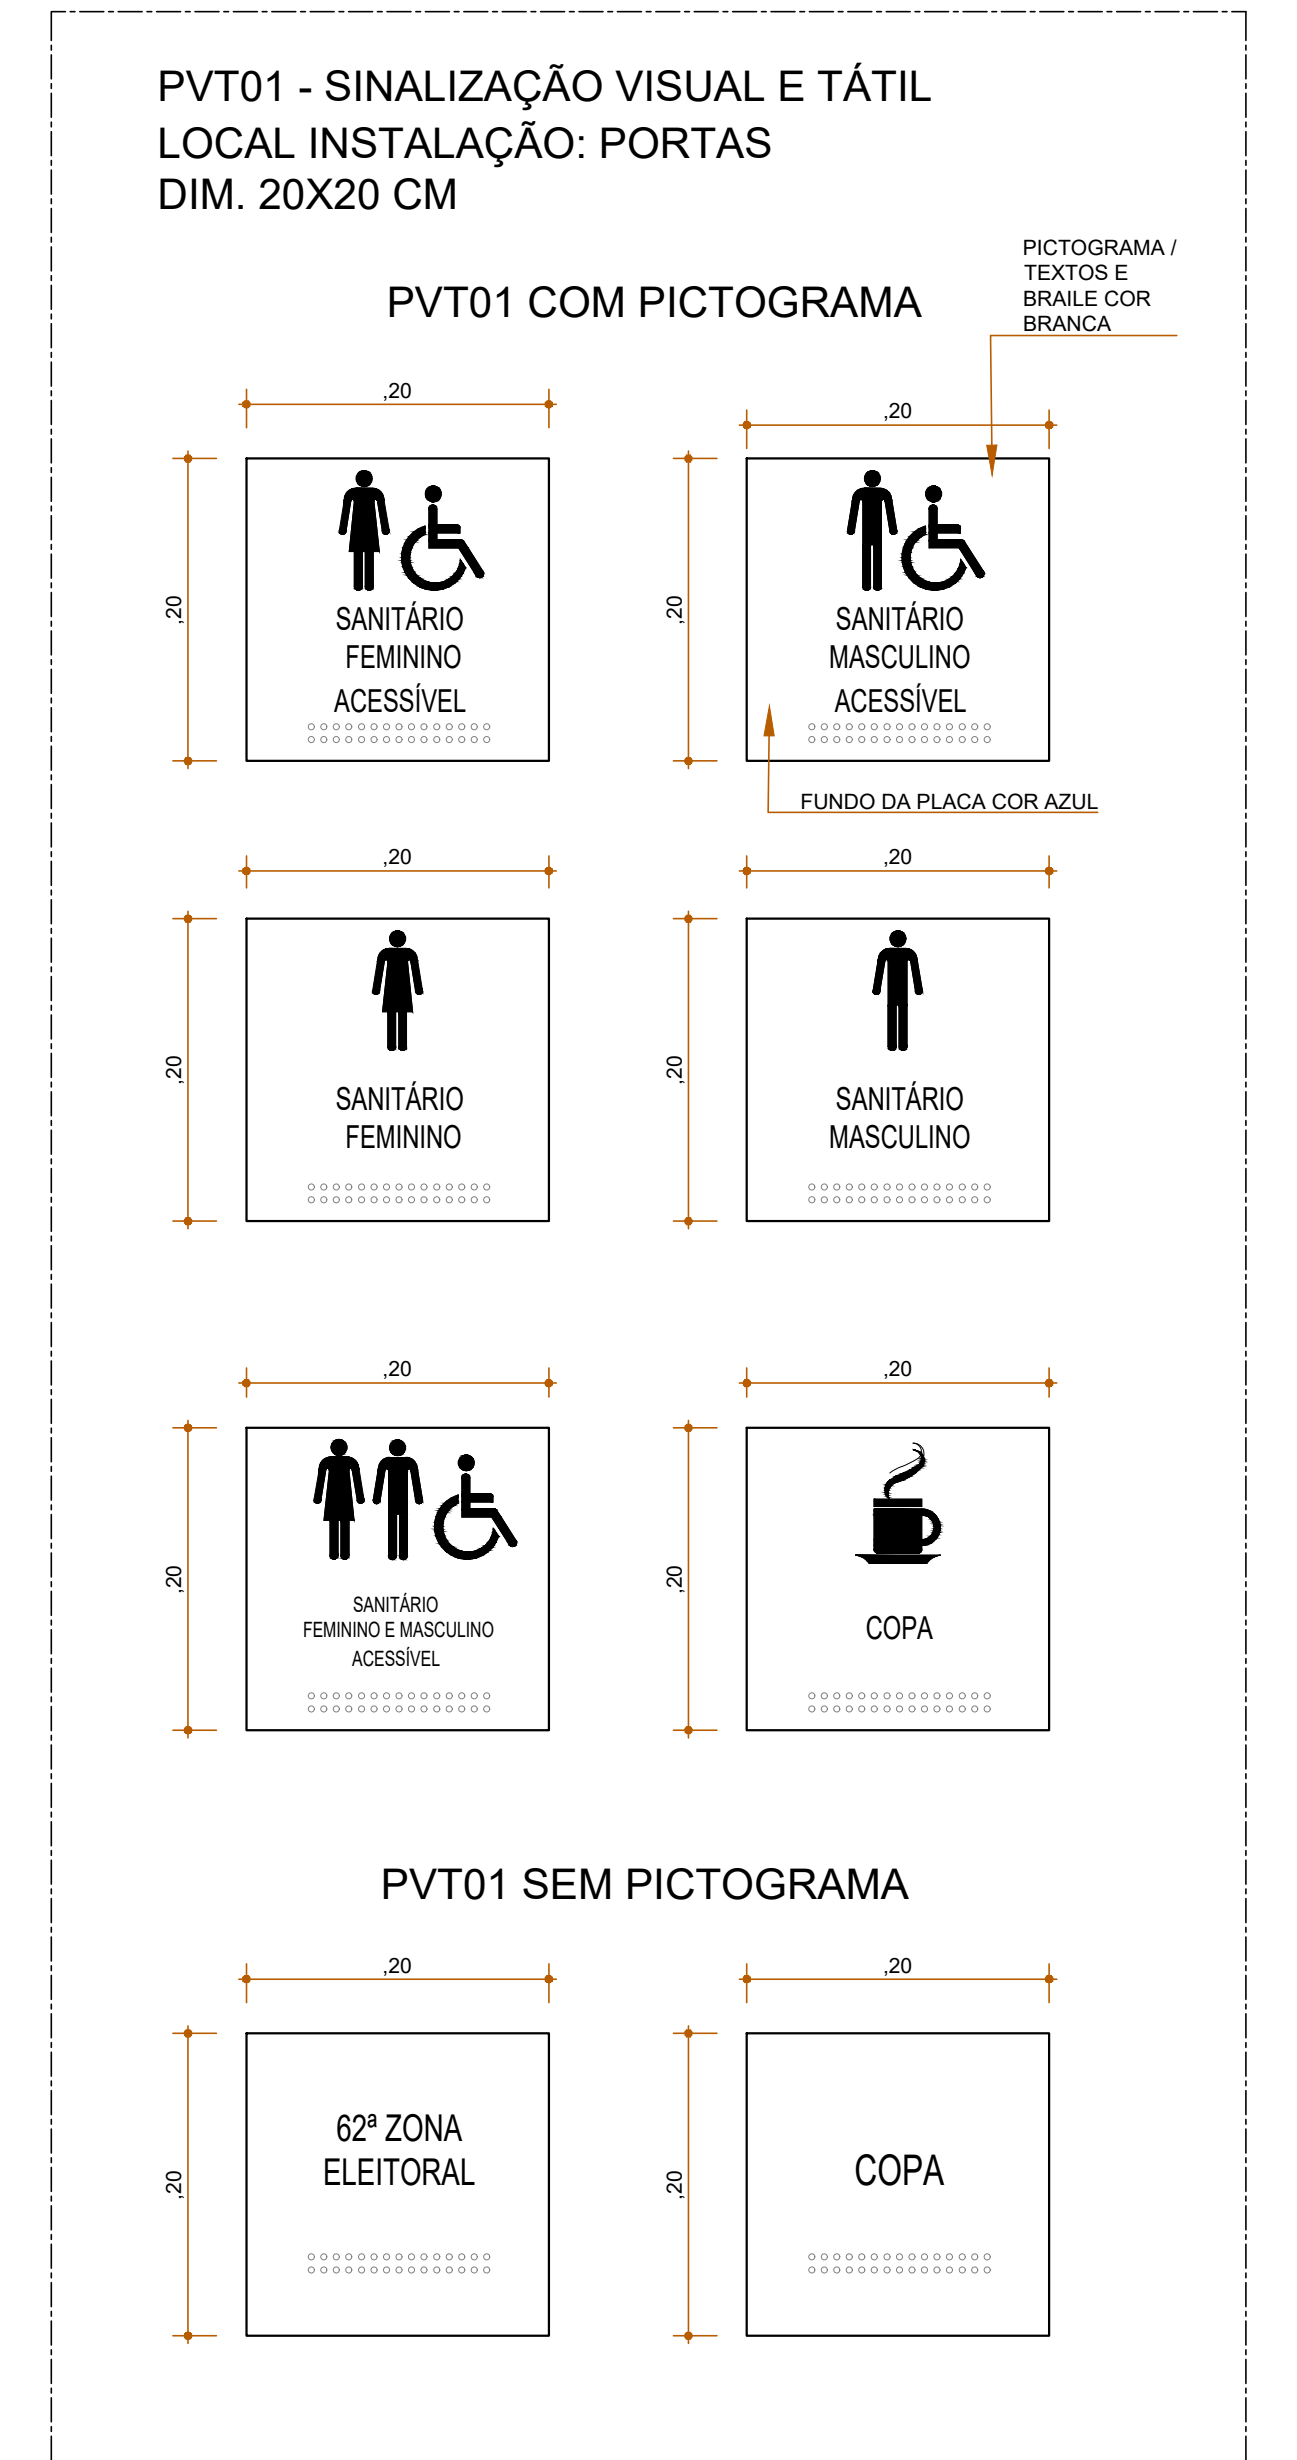 PVT01 - SINALIZAÇÃO VISUAL E TÁTIL
LOCAL INSTALAÇÃO: PORTAS
DIM. 20X20 CM
PICTOGRAMA /
TEXTOS E
BRAILE COR
BRANCA
PVT01 COM PICTOGRAMA
,20
,20
,20
SANITÁRIO
FEMININO
ACESSÍVEL
,20
SANITÁRIO
MASCULINO
ACESSÍVEL
FUNDO DA PLACA COR AZUL
,20
,20
,20
SANITÁRIO
FEMININO
,20
SANITÁRIO
MASCULINO
,20
,20
,20
SANITÁRIO
FEMININO E MASCULINO
ACESSÍVEL
,20
COPA
PVT01 SEM PICTOGRAMA
,20
,20
,20
62ª ZONA
ELEITORAL
,20
COPA